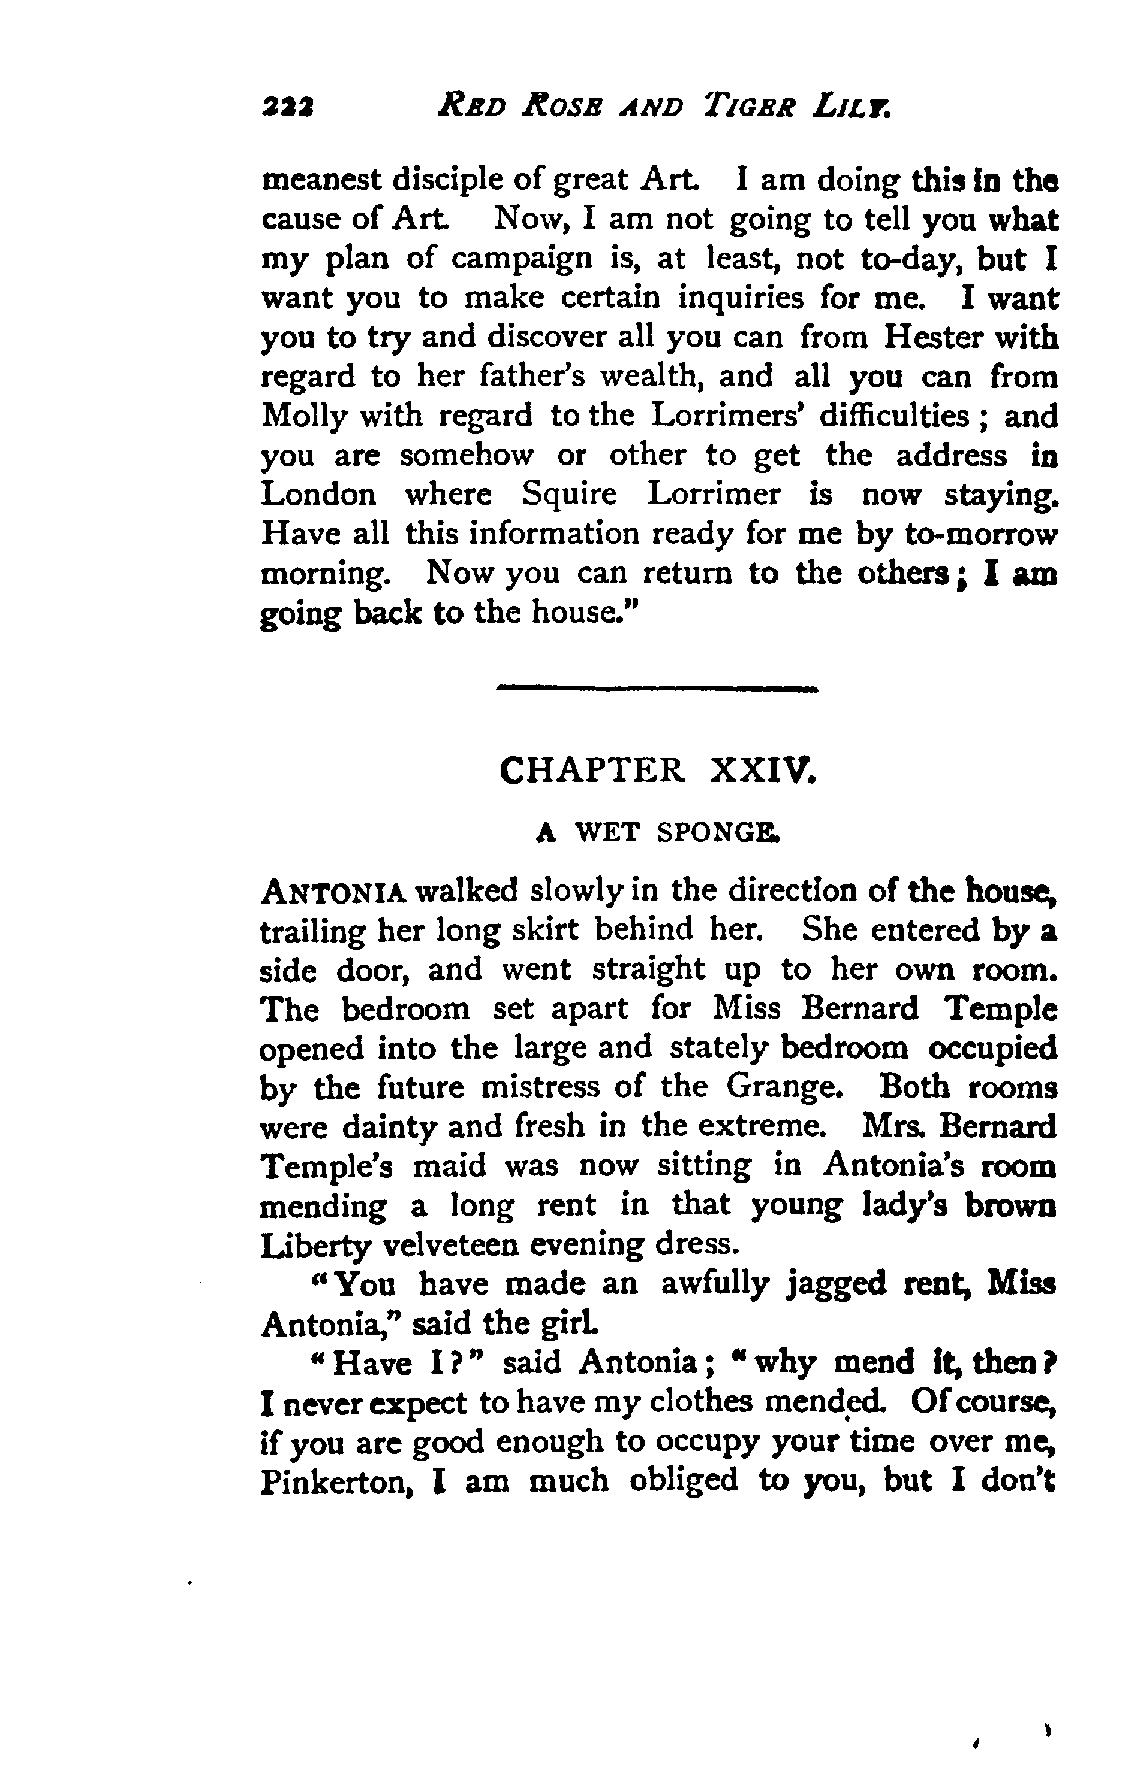 222 RED ROSE AND TIGER LILY.
meanest disciple of great Art. I am doing this in the
cause of Art. Now, I am not going to tell you what
my plan of campaign is, at least, not to-day, but I
want you to make certain inquiries for me. I want
you to try and discover all you can from Hester with
regard to her father's wealth, and all you can from
Molly with regard to the Lorrimers' difficulties; and
you are somehow or other to get the address in
London where Squire Lorrimer is now staying.
Have all this information ready for me by to-morrow
morning. Now you can return to the others; I am
going back to the house."
CHAPTER XXIV.
A WET SPONGE.
ANTONIA walked slowly in the direction of the house,
trailing her long skirt behind her. She entered by a
side door, and went straight up to her own room.
The bedroom set apart for Miss Bernard Temple
opened into the large and stately bedroom occupied
by the future mistress of the Grange. Both rooms
were dainty and fresh in the extreme. Mrs. Bernard
Temple's maid was now sitting in Antonia's room
mending a long rent in that young lady's brown
Liberty velveteen evening dress.
"You have made an awfully jagged rent, Miss
Antonia," said the girl.
"Have I?" said Antonia; "why mend it, then?
I never expect to have my clothes mended. Of course,
if you are good enough to occupy your time over me,
Pinkerton, I am much obliged to you, but I don't